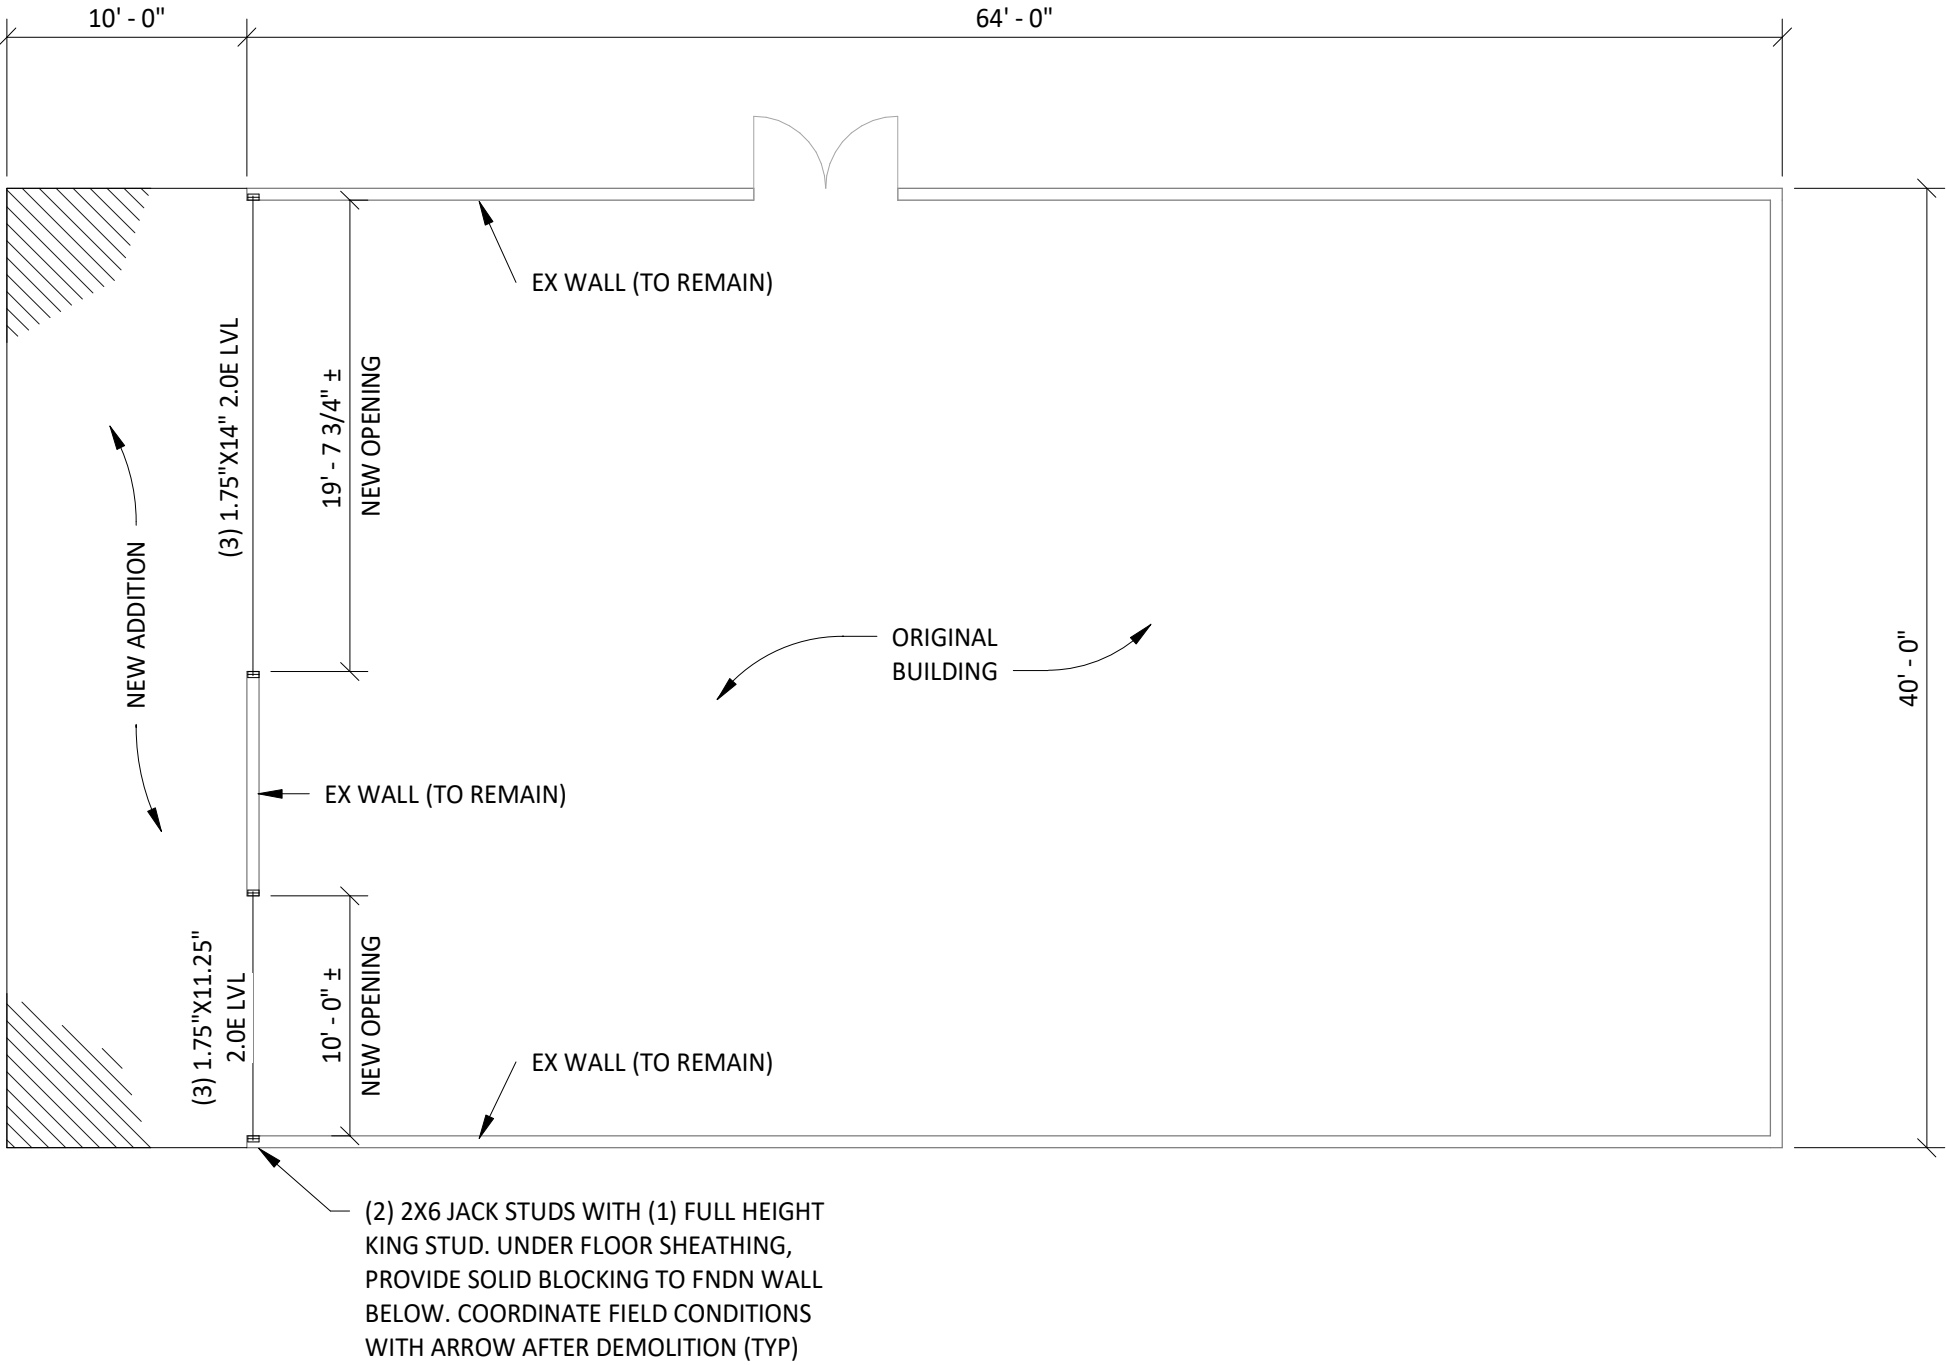 10' - 0"
64' - 0"
EX WALL (TO REMAIN)
(3) 1.75"X14" 2.0E LVL
19' - 7 3/4" ±
NEW OPENING
NEW ADDITION
ORIGINAL
BUILDING
40' - 0"
EX WALL (TO REMAIN)
(3) 1.75"X11.25"
2.0E LVL
10' - 0" ±
NEW OPENING
EX WALL (TO REMAIN)
(2) 2X6 JACK STUDS WITH (1) FULL HEIGHT
KING STUD. UNDER FLOOR SHEATHING,
PROVIDE SOLID BLOCKING TO FNDN WALL
BELOW. COORDINATE FIELD CONDITIONS
WITH ARROW AFTER DEMOLITION (TYP)